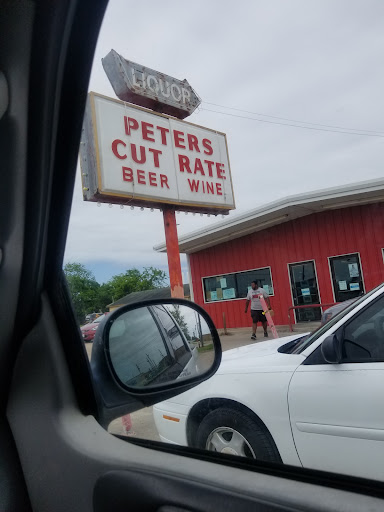 LIQUOR
PETERS
CUT RATE
BEER WINE